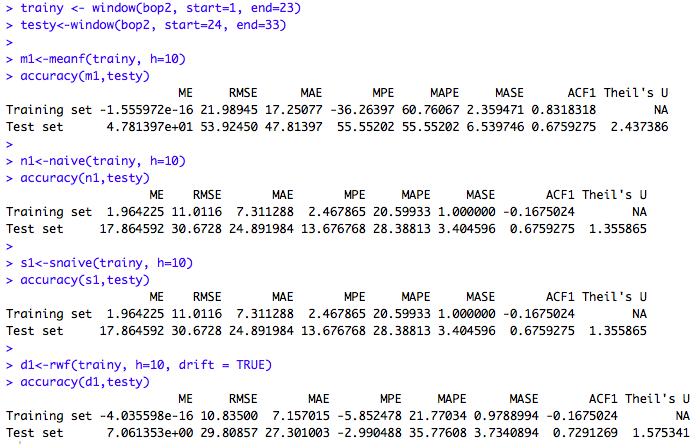 > trainy <- window(bop2, start=1, end=23)
> testy<-window(bop2, start=24, end=33)
>
> m1<-meanf(trainy, h=10)
> accuracy(m1,testy)
ME RMSE MAE MPE MAPE MASE ACF1 Theil's U
Training set -1.555972e-16 21.98945 17.25077 -36.26397 60.76067 2.359471 0.8318318 NA
Test set 4.781397e+01 53.92450 47.81397 55.55202 55.55202 6.539746 0.6759275 2.437386
>
> n1<-naive(trainy, h=10)
> accuracy(n1,testy)
ME RMSE MAE MPE MAPE MASE ACF1 Theil's U
Training set 1.964225 11.0116 7.311288 2.467865 20.59933 1.000000 -0.1675024 NA
Test set 17.864592 30.6728 24.891984 13.676768 28.38813 3.404596 0.6759275 1.355865
>
> s1<-snaive(trainy, h=10)
> accuracy(s1,testy)
ME RMSE MAE MPE MAPE MASE ACF1 Theil's U
Training set 1.964225 11.0116 7.311288 2.467865 20.59933 1.000000 -0.1675024 NA
Test set 17.864592 30.6728 24.891984 13.676768 28.38813 3.404596 0.6759275 1.355865
>
> d1<-rwf(trainy, h=10, drift = TRUE)
> accuracy(d1,testy)
ME RMSE MAE MPE MAPE MASE ACF1 Theil's U
Training set -4.035598e-16 10.83500 7.157015 -5.852478 21.77034 0.9788994 -0.1675024 NA
Test set 7.061353e+00 29.80857 27.301003 -2.990488 35.77608 3.7340894 0.7291269 1.575341